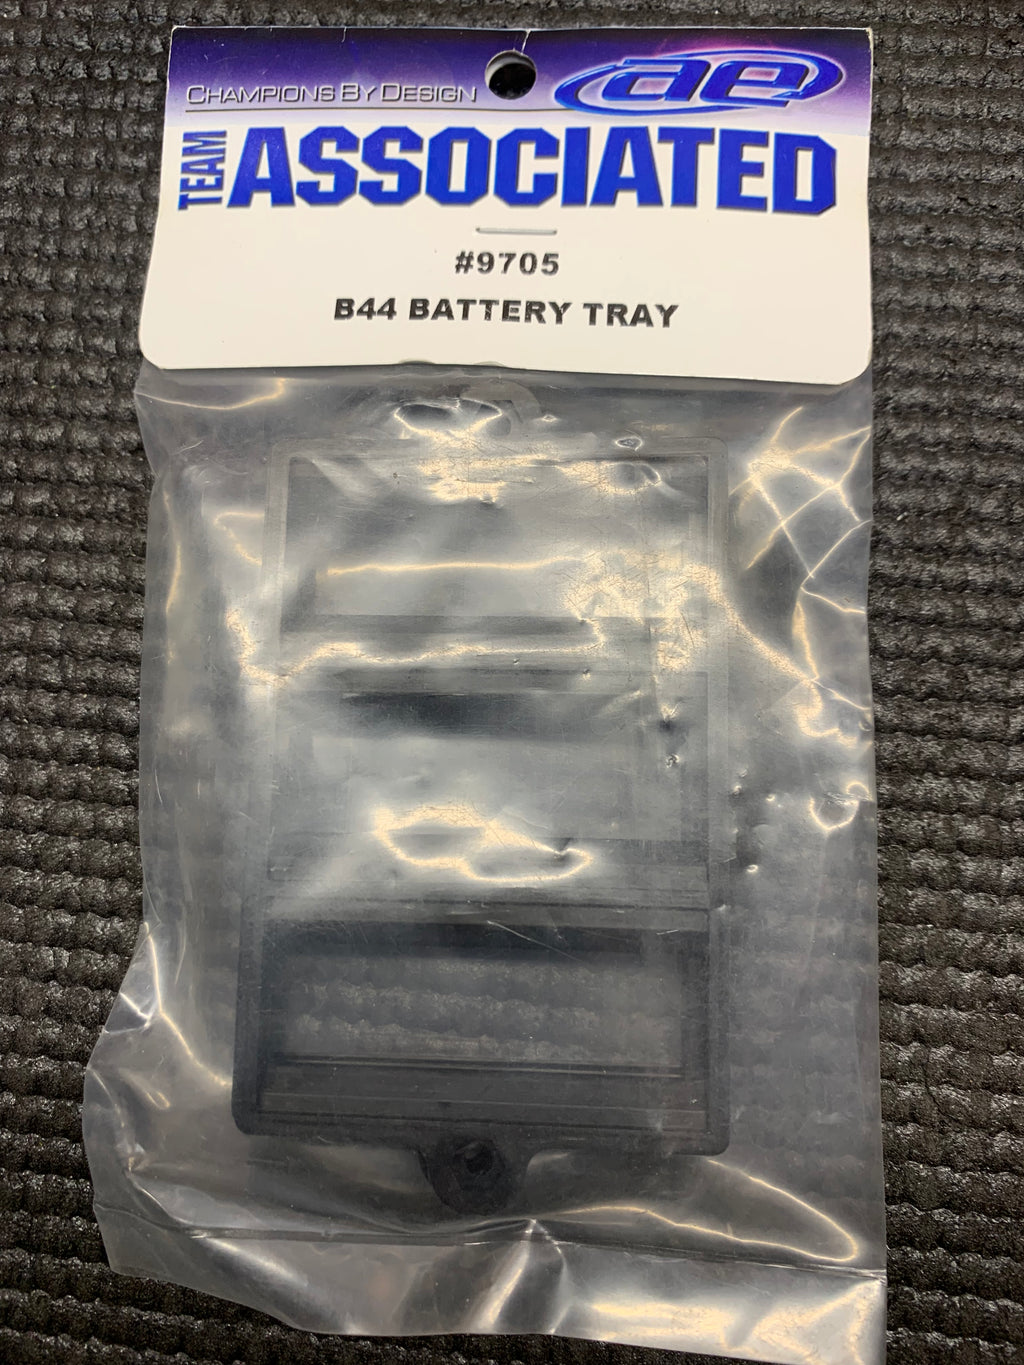 CHAMPIONS BY DESIGN
ae
TEAM
ASSOCIATED
#9705
B44 BATTERY TRAY